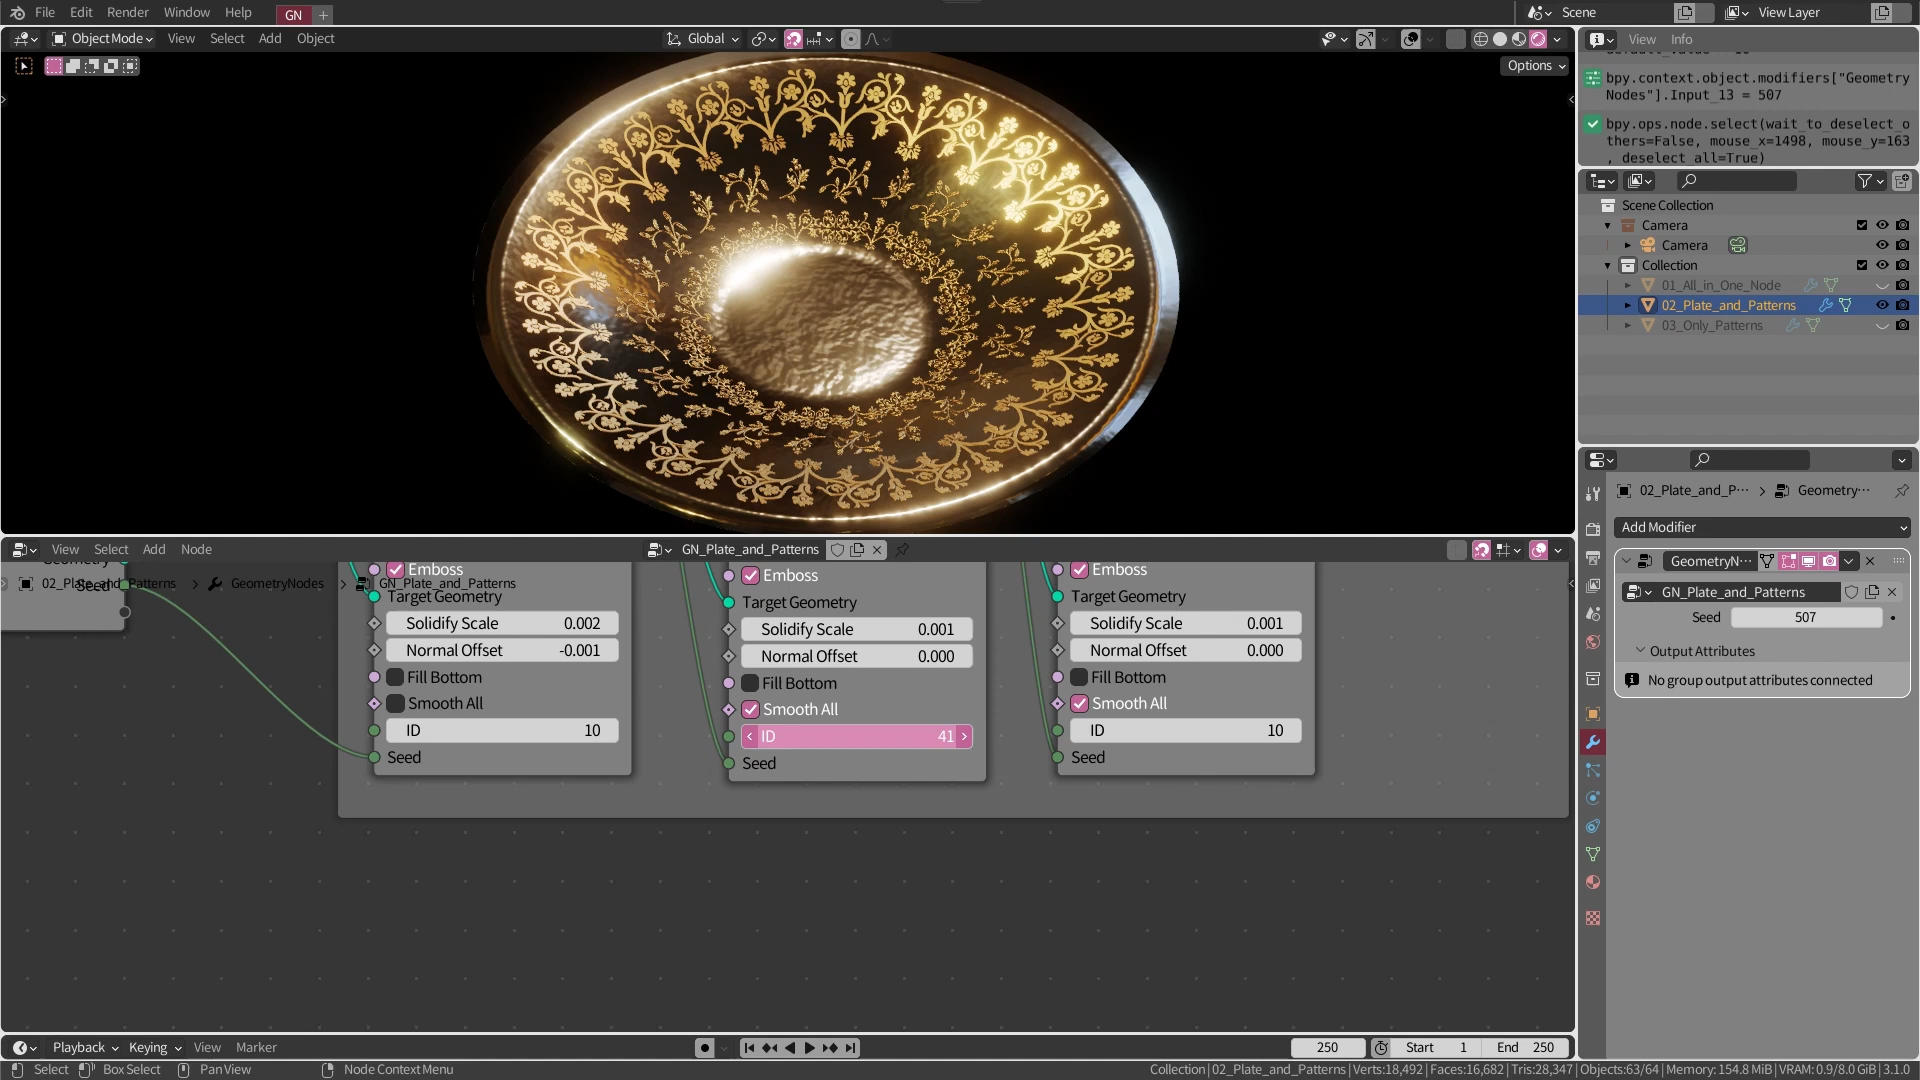 File Edit Render Window Help GN + Scene View Layer
Object Mode View Select Add Object Global View Info
Options
bpy.context.object.modifiers["Geometry
Nodes"].Input_13 = 507
bpy.ops.node.select(wait_to_deselect_o
thers=False, mouse_x=1498, mouse_y=163
, deselect_all=True)
Scene Collection
Camera
Camera
Collection
01_All_in_One_Node
02_Plate_and_Patterns
03_Only_Patterns
02_Plate_and_P··· > Geometry···
Add Modifier
GeometryN···
GN_Plate_and_Patterns
Seed 507
Output Attributes
No group output attributes connected
View Select Add Node GN_Plate_and_Patterns
02_Plate_and_Patterns > GeometryNodes > GN_Plate_and_Patterns
Seed
Emboss
Target Geometry
Solidify Scale 0.002
Normal Offset -0.001
Fill Bottom
Smooth All
ID 10
Seed
Emboss
Target Geometry
Solidify Scale 0.001
Normal Offset 0.000
Fill Bottom
Smooth All
ID 41
Seed
Emboss
Target Geometry
Solidify Scale 0.001
Normal Offset 0.000
Fill Bottom
Smooth All
ID 10
Seed
Playback Keying View Marker 250 Start 1 End 250
Select Box Select Pan View Node Context Menu Collection | 02_Plate_and_Patterns | Verts:18,492 | Faces:16,682 | Tris:28,347 | Objects:63/64 | Memory: 154.8 MiB | VRAM: 0.9/8.0 GiB | 3.1.0